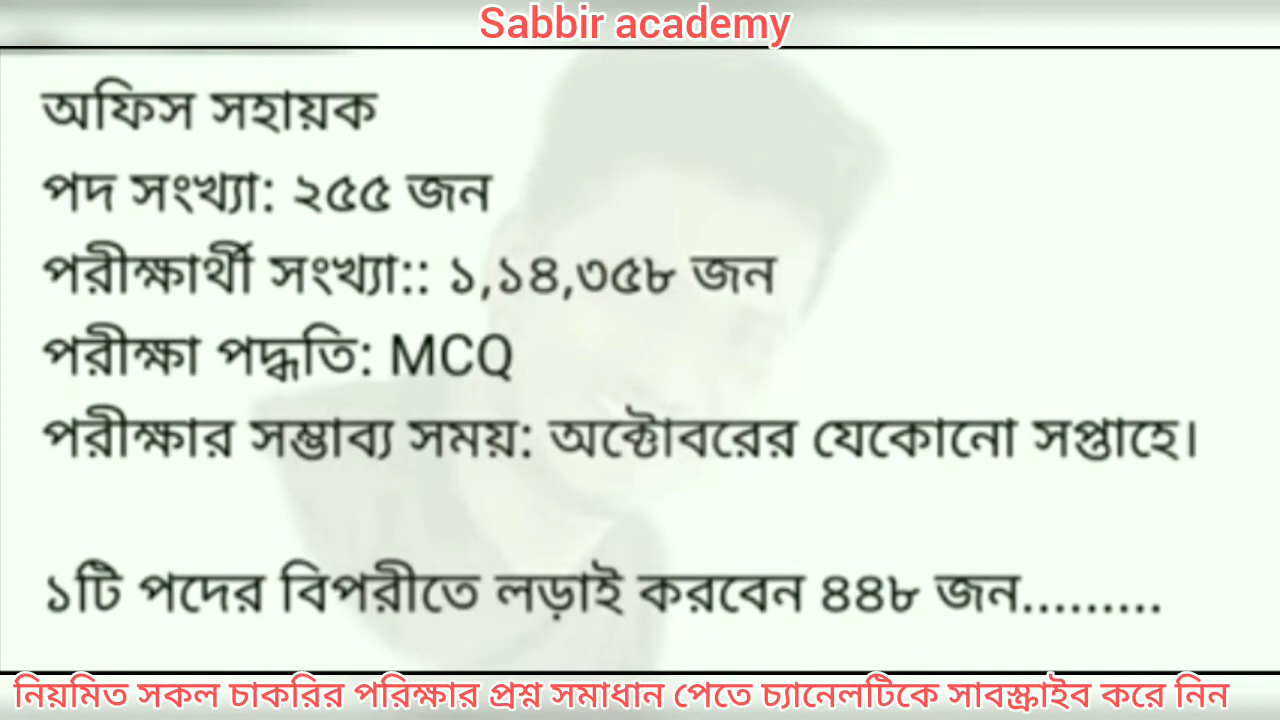 Sabbir academy
অফিস সহায়ক
পদ সংখ্যা: ২৫৫ জন
পরীক্ষার্থী সংখ্যা:: ১,১৪,৩৫৮ জন
পরীক্ষা পদ্ধতি: MCQ
পরীক্ষার সম্ভাব্য সময়: অক্টোবরের যেকোনো সপ্তাহে।
১টি পদের বিপরীতে লড়াই করবেন ৪৪৮ জন.........
নিয়মিত সকল চাকরির পরিক্ষার প্রশ্ন সমাধান পেতে চ্যানেলটিকে সাবস্ক্রাইব করে নিন